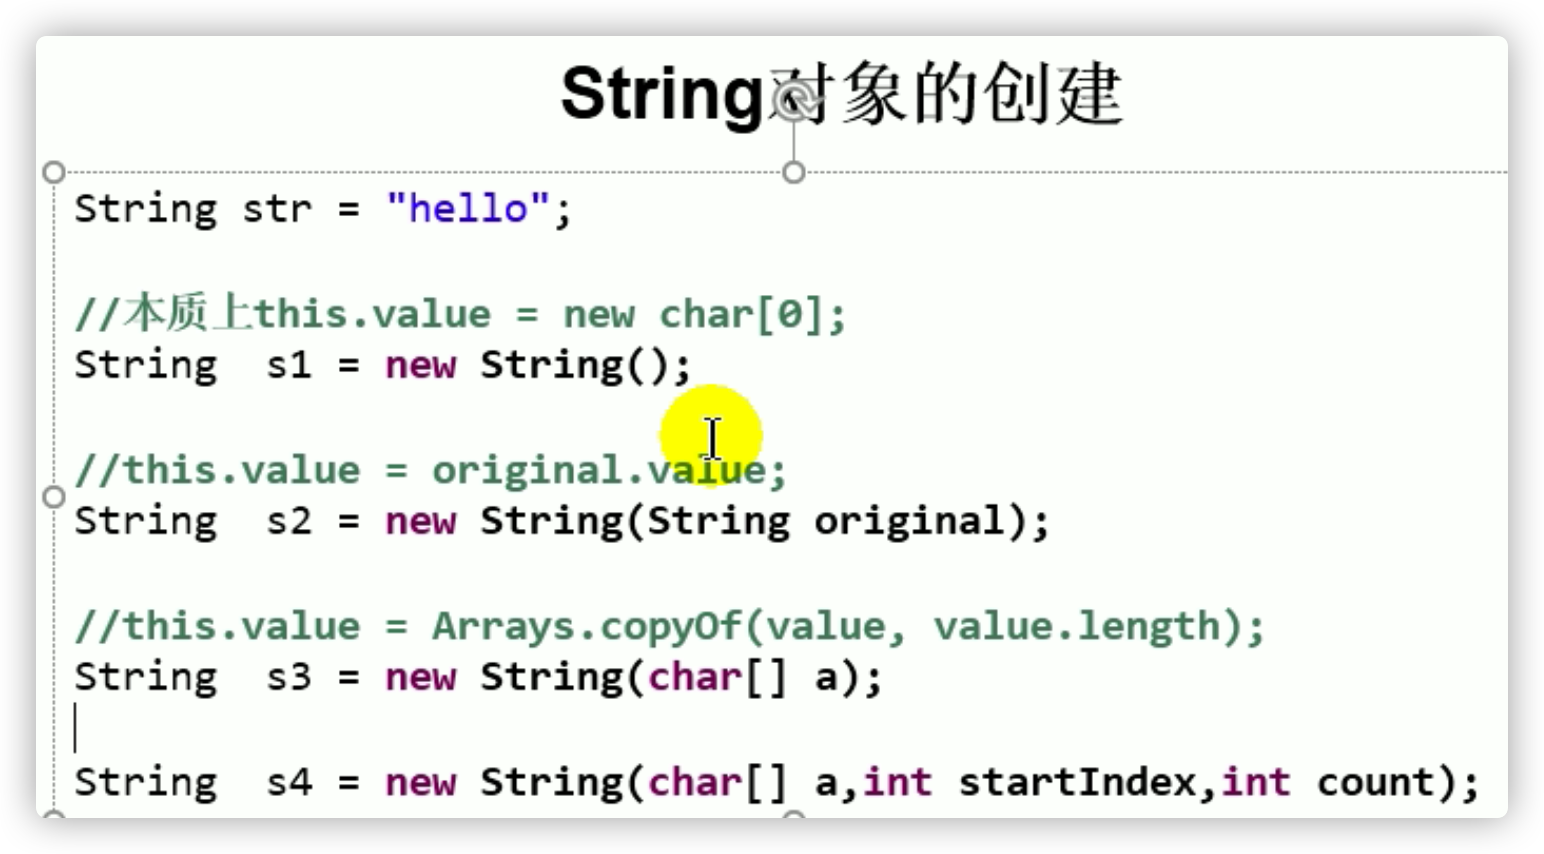 String对象的创建
String str = "hello";
//本质上this.value = new char[0];
String  s1 = new String();
//this.value = original.value;
String  s2 = new String(String original);
//this.value = Arrays.copyOf(value, value.length);
String  s3 = new String(char[] a);
String  s4 = new String(char[] a,int startIndex,int count);